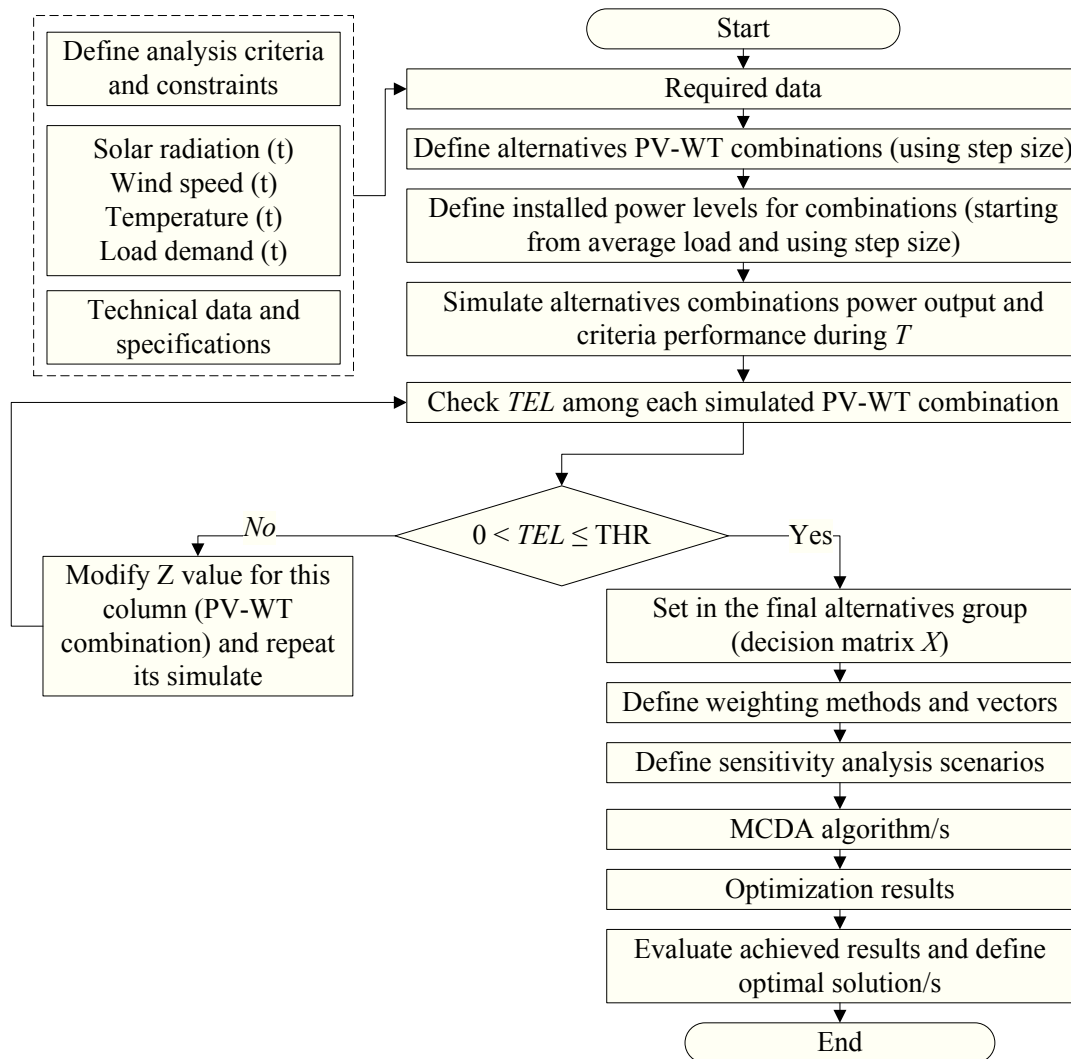 Start
Define analysis criteria
and constraints
Required data
Solar radiation (t)
Wind speed (t)
Temperature (t)
Load demand (t)
Technical data and
specifications
Define alternatives PV-WT combinations (using step size)
Define installed power levels for combinations (starting
from average load and using step size)
Simulate alternatives combinations power output and
criteria performance during T
Check TEL among each simulated PV-WT combination
0 < TEL ≤ THR
No
Yes
Modify Z value for this
column (PV-WT
combination) and repeat
its simulate
Set in the final alternatives group
(decision matrix X)
Define weighting methods and vectors
Define sensitivity analysis scenarios
MCDA algorithm/s
Optimization results
Evaluate achieved results and define
optimal solution/s
End